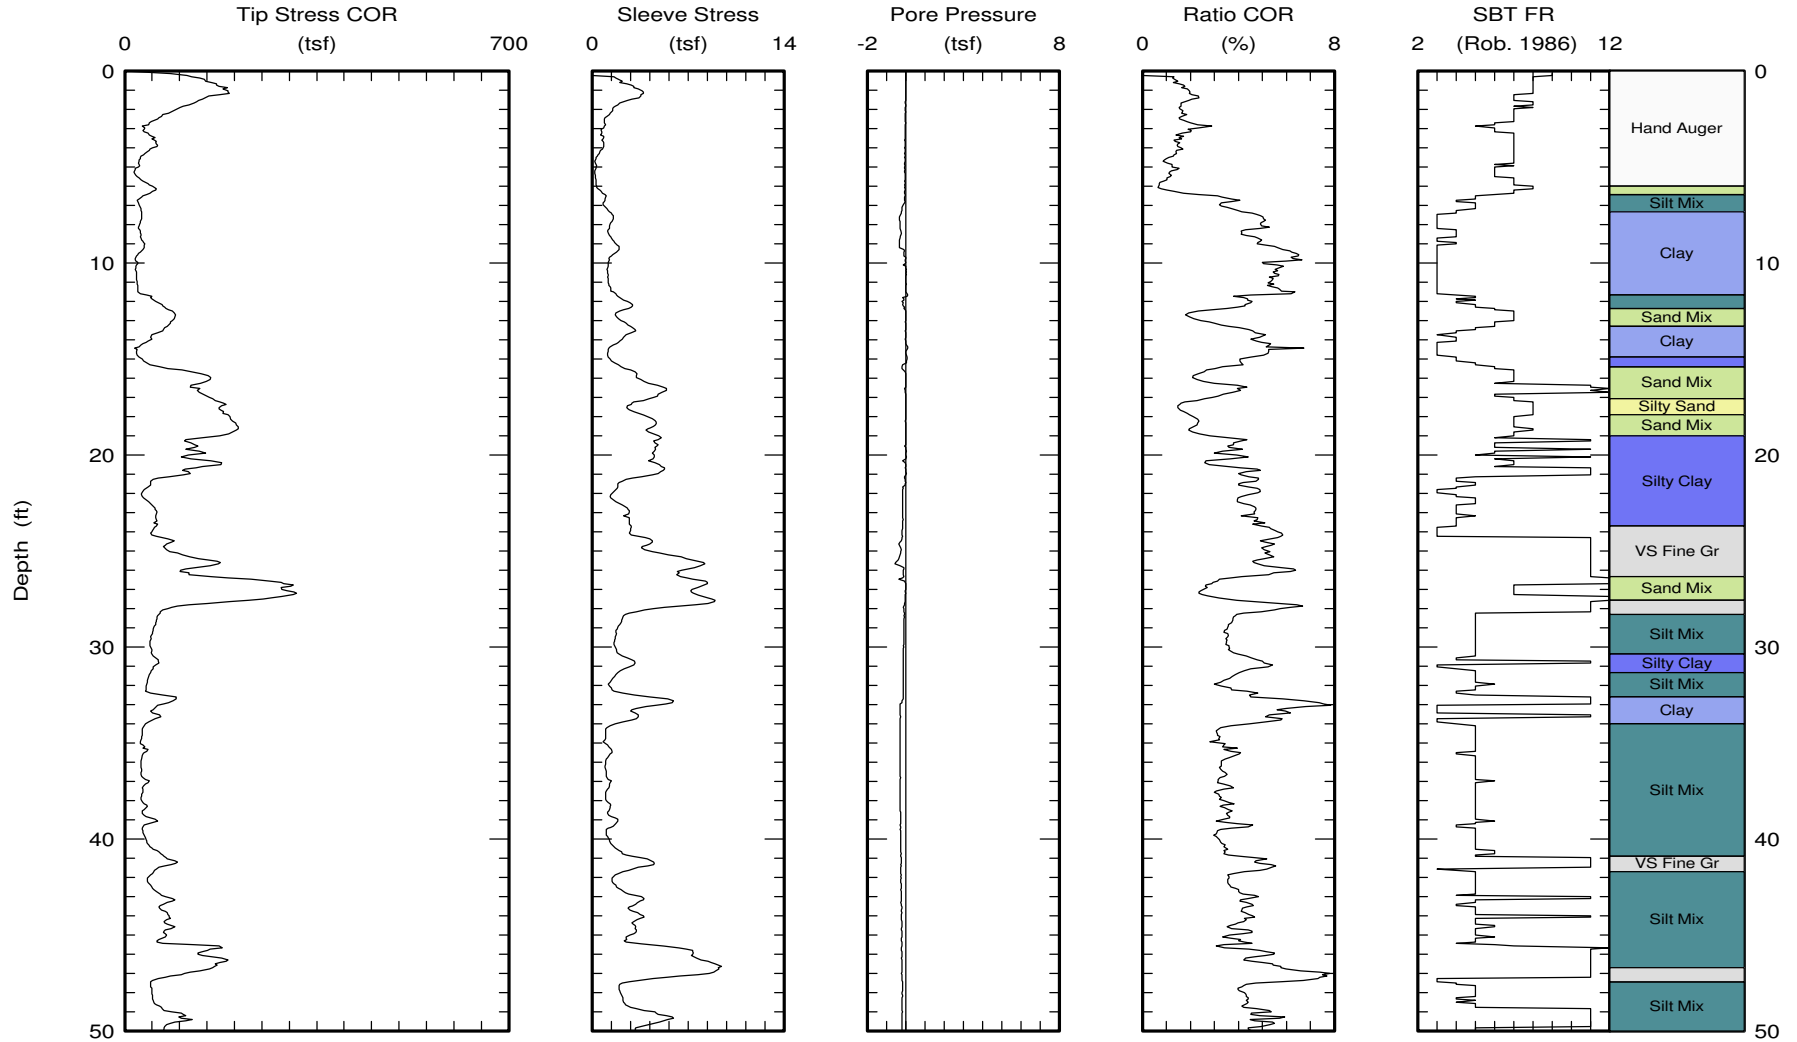 Tip Stress COR Sleeve Stress Pore Pressure Ratio COR SBT FR
0 (tsf) 700 0 (tsf) 14 -2 (tsf) 8 0 (%) 8 2 (Rob. 1986) 12
0 0
Hand Auger
Silt Mix
Clay
10 10
Sand Mix
Clay
Sand Mix
Silty Sand
Sand Mix
20 20
Silty Clay
Depth (ft)
VS Fine Gr
Sand Mix
30 Silt Mix 30
Silty Clay
Silt Mix
Clay
Silt Mix
40 40
VS Fine Gr
Silt Mix
Silt Mix
50 50